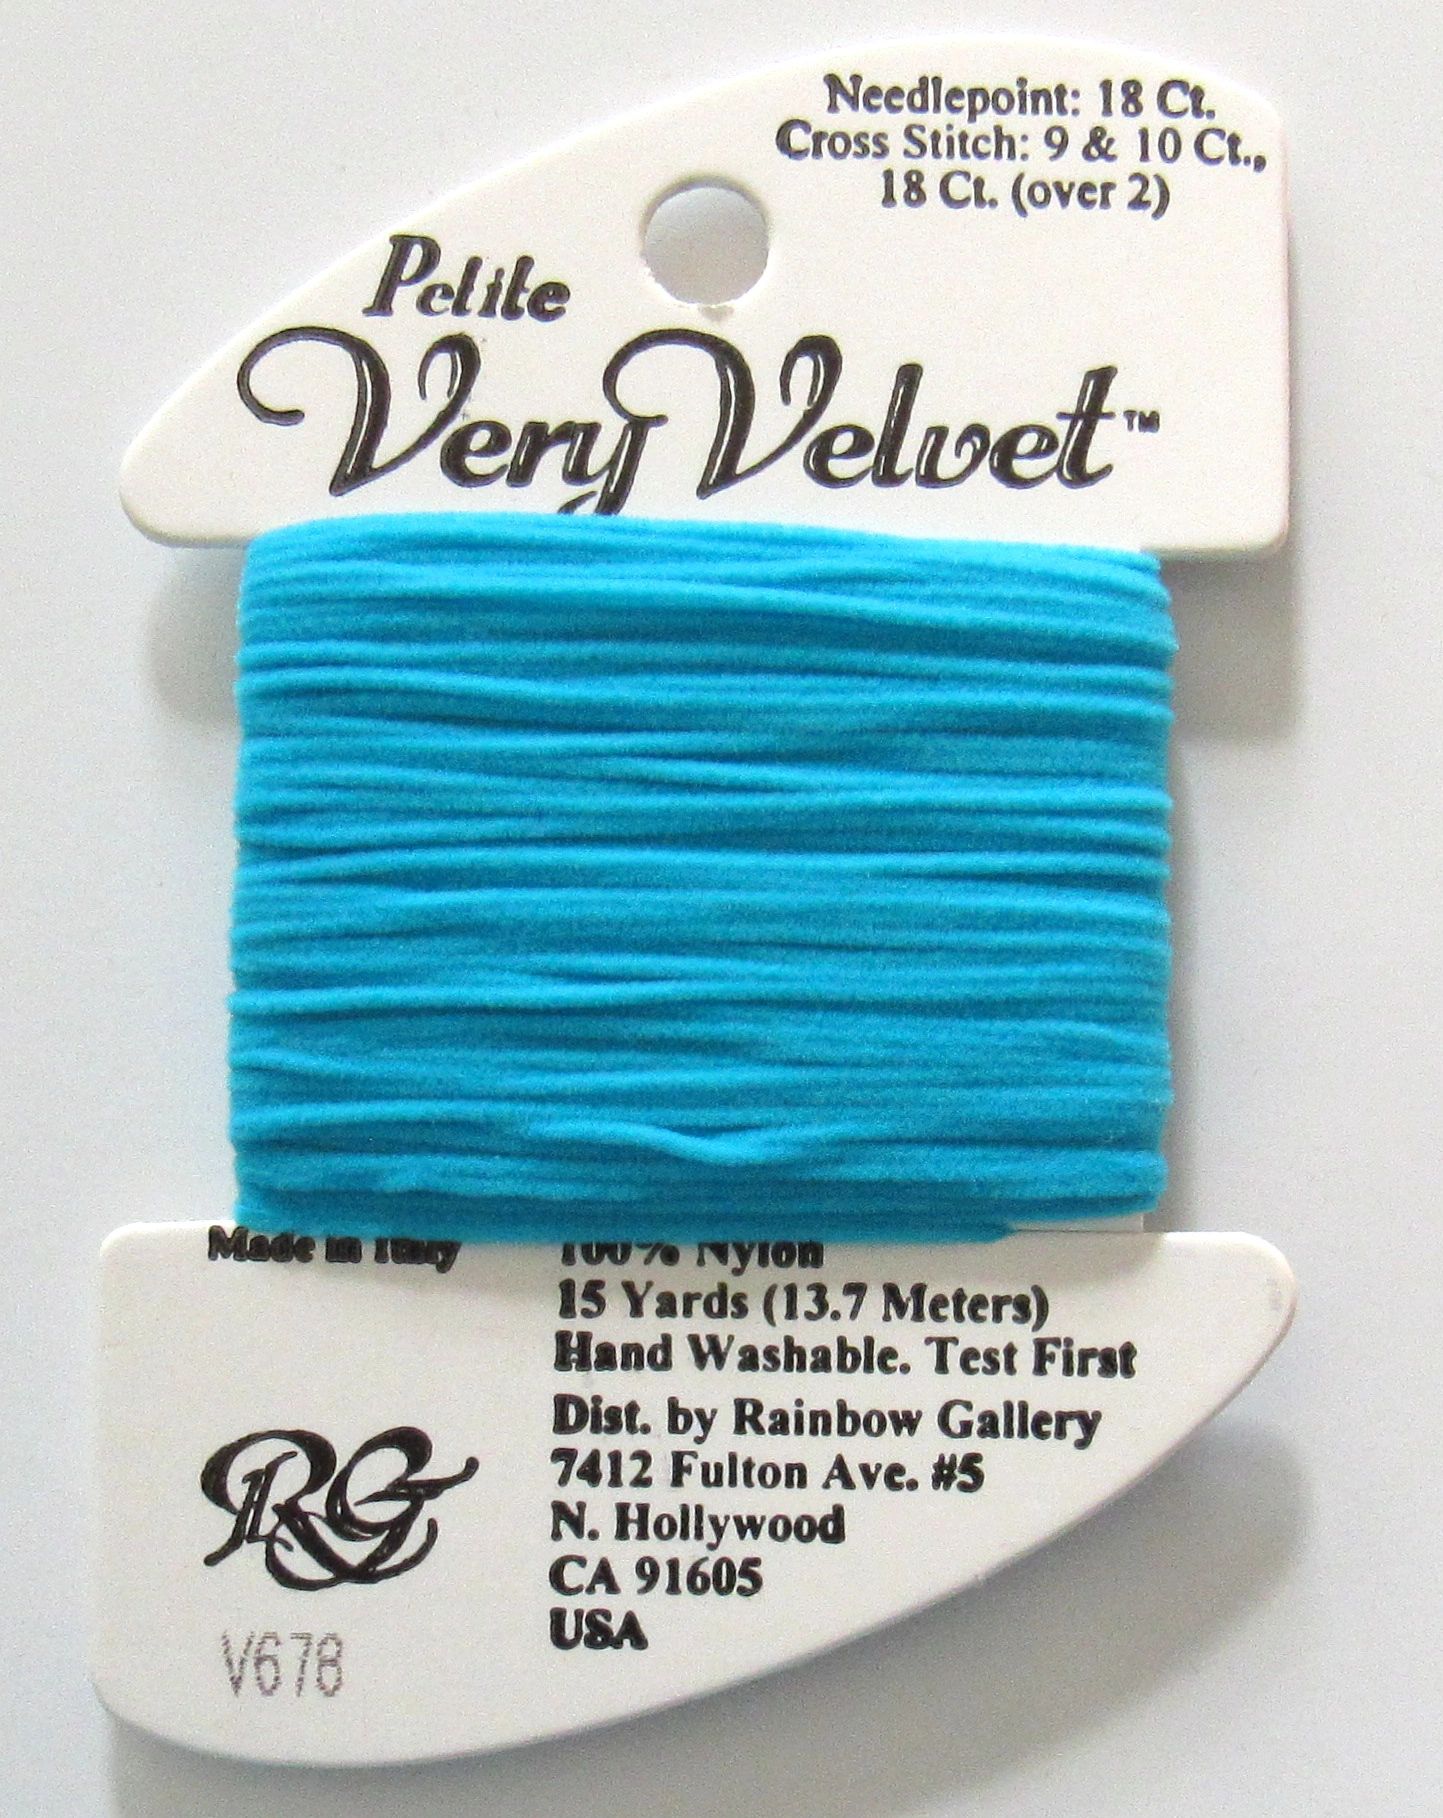 Needlepoint: 18 Ct.
Cross Stitch: 9 & 10 Ct.,
18 Ct. (over 2)
Petite
Very Velvet™
Made in Italy
100% Nylon
15 Yards (13.7 Meters)
Hand Washable. Test First
Dist. by Rainbow Gallery
7412 Fulton Ave. #5
N. Hollywood
CA 91605
USA
RG
V678